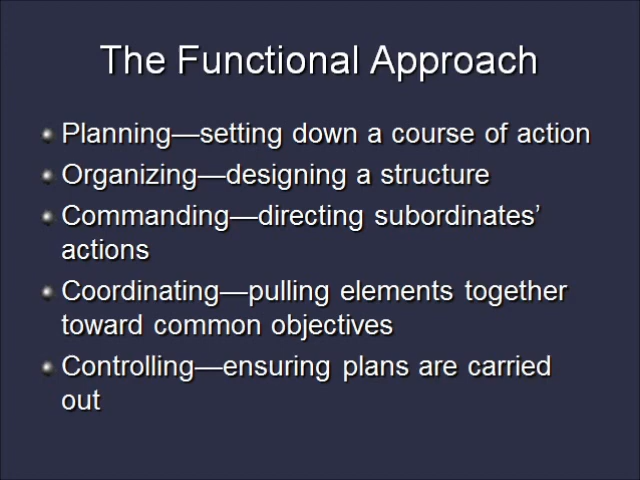 The Functional Approach
Planning—setting down a course of action
Organizing—designing a structure
Commanding—directing subordinates’
actions
Coordinating—pulling elements together
toward common objectives
Controlling—ensuring plans are carried
out